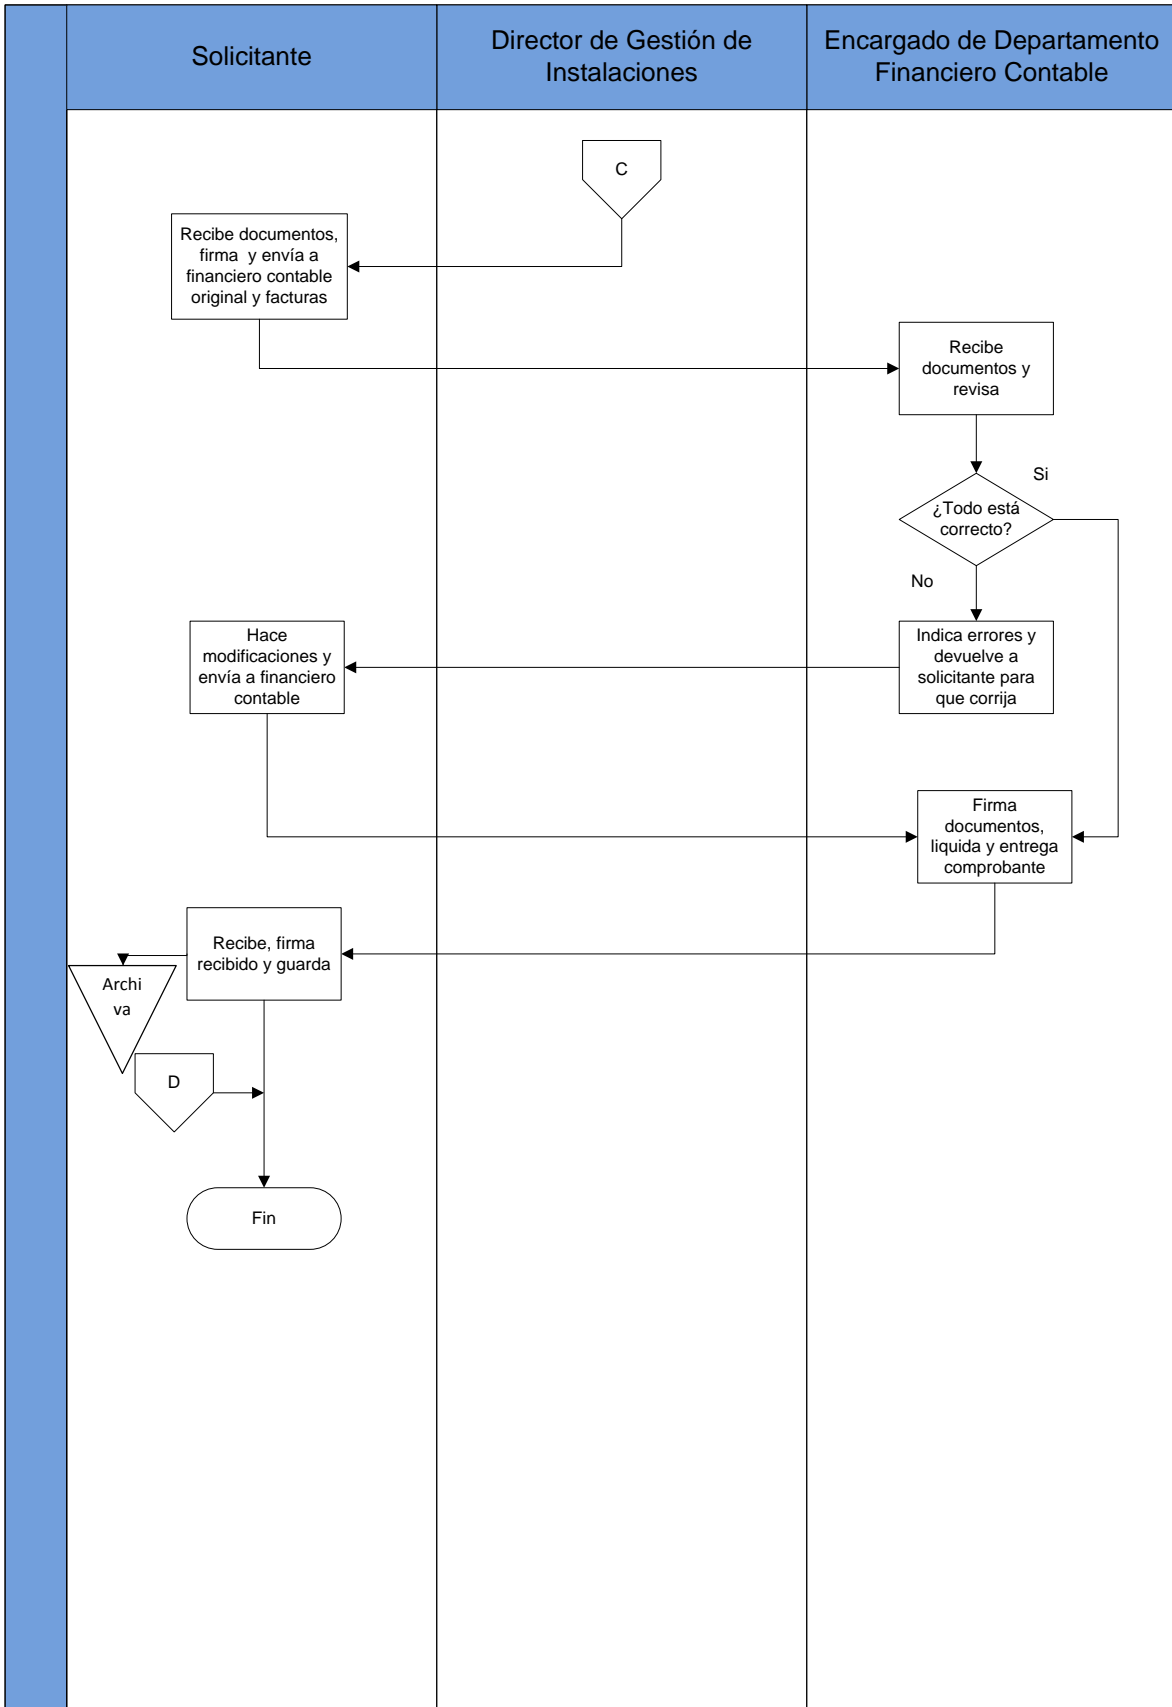 Solicitante
Director de Gestión de
Instalaciones
Encargado de Departamento
Financiero Contable
C
Recibe documentos,
firma y envía a
financiero contable
original y facturas
Recibe
documentos y
revisa
Si
¿Todo está
correcto?
No
Hace
modificaciones y
envía a financiero
contable
Indica errores y
devuelve a
solicitante para
que corrija
Firma
documentos,
liquida y entrega
comprobante
Recibe, firma
recibido y guarda
Archi
va
D
Fin